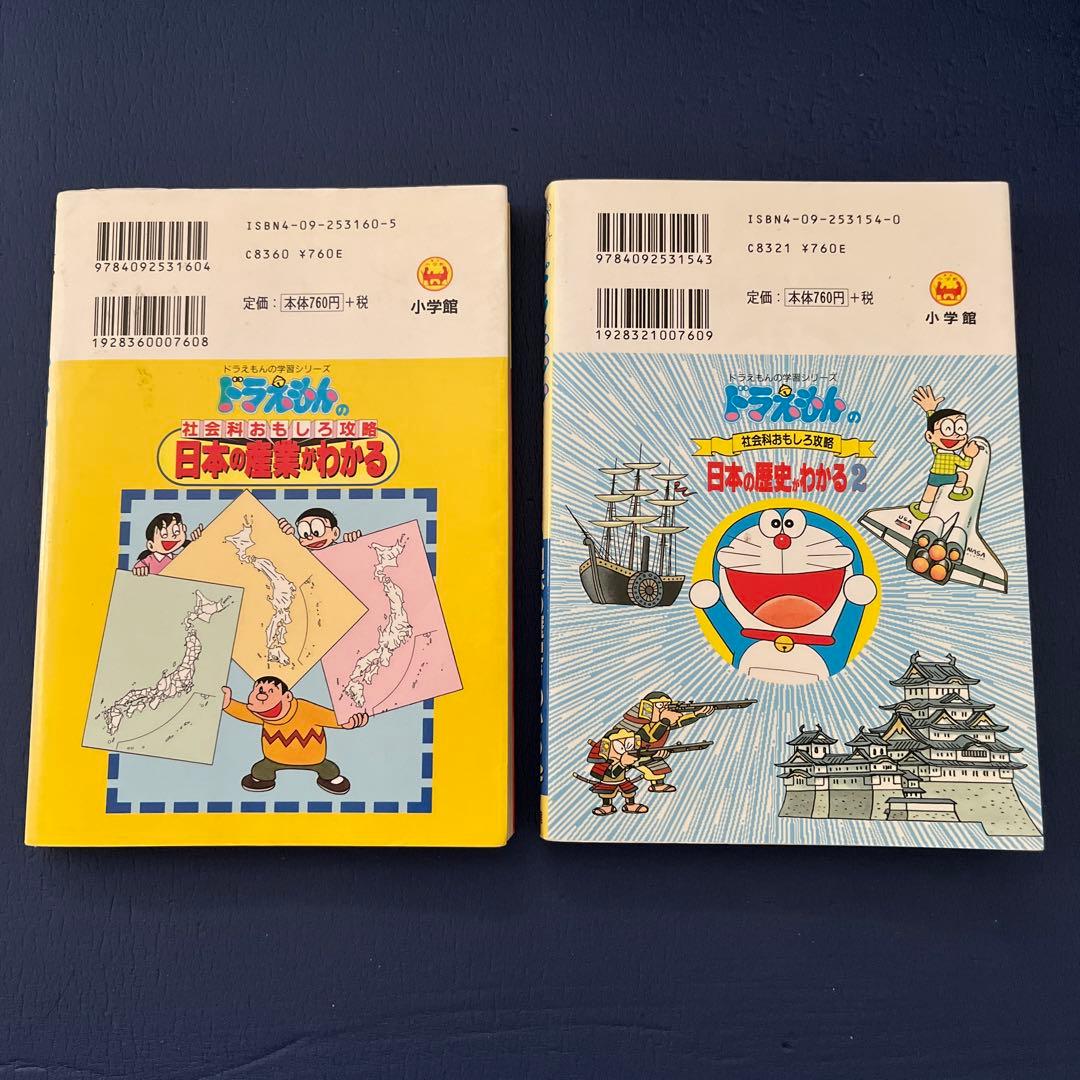 ISBN4-09-253160-5
C8360 ¥760E
9784092531604
定価：本体760円+税
1928360007608
小学館
ドラえもんの学習シリーズ
ドラえもんの
社会科おもしろ攻略
日本の産業がわかる
ISBN4-09-253154-0
C8321 ¥760E
9784092531543
定価：本体760円+税
1928321007609
小学館
ドラえもんの学習シリーズ
ドラえもんの
社会科おもしろ攻略
日本の歴史がわかる2
USA
NASA